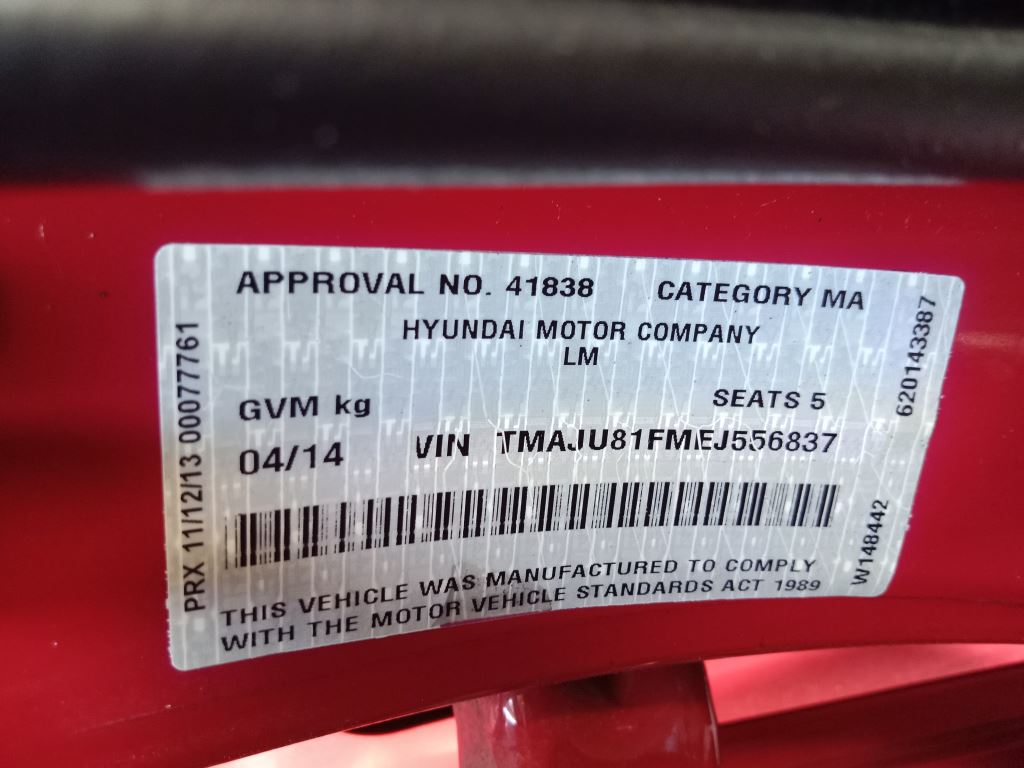 APPROVAL NO. 41838 CATEGORY MA
HYUNDAI MOTOR COMPANY
LM
GVM kg SEATS 5
04/14 VIN TMAJU81FMEJ556837
THIS VEHICLE WAS MANUFACTURED TO COMPLY
WITH THE MOTOR VEHICLE STANDARDS ACT 1989
PRX 11/12/13 00077761
620143387
W148442